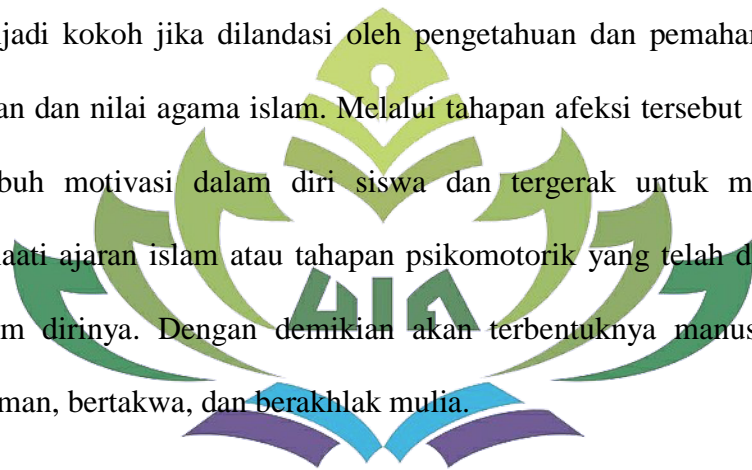 jadi kokoh jika dilandasi oleh pengetahuan dan pemahar
an dan nilai agama islam. Melalui tahapan afeksi tersebut
buh motivasi dalam diri siswa dan tergerak untuk m
aati ajaran islam atau tahapan psikomotorik yang telah d
UIA
m dirinya. Dengan demikian akan terbentuknya manus
man, bertakwa, dan berakhlak mulia.